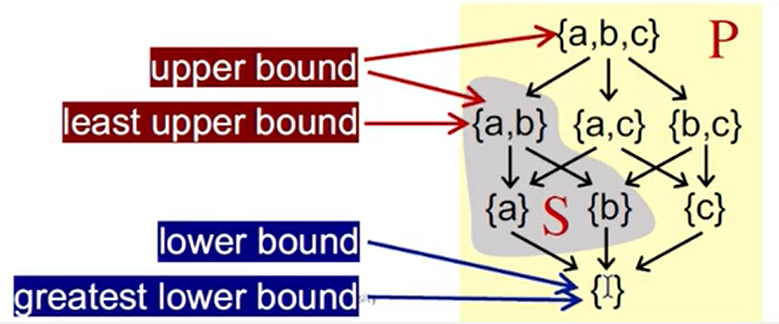 {a,b,c} P
upper bound
least upper bound {a,b} {a,c} {b,c}
{a} S {b} {c}
lower bound
greatest lower bound {}